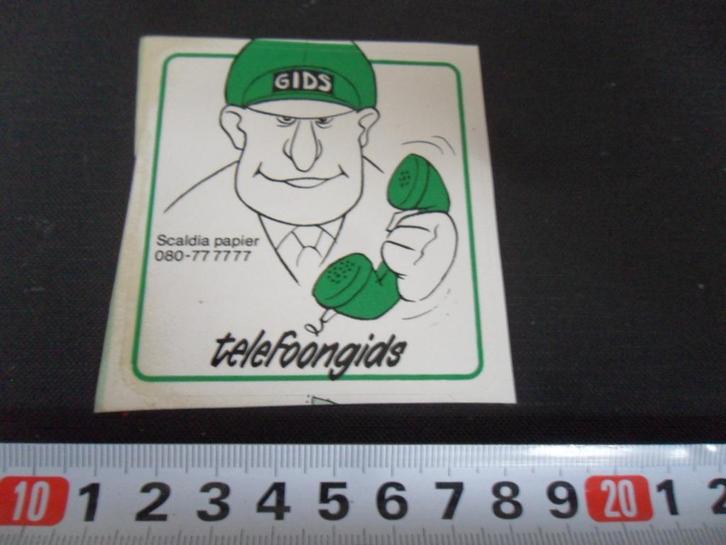 GIDS
Scaldia papier
080-777777
telefoongids
10 1 2 3 4 5 6 7 8 9 20 1 2